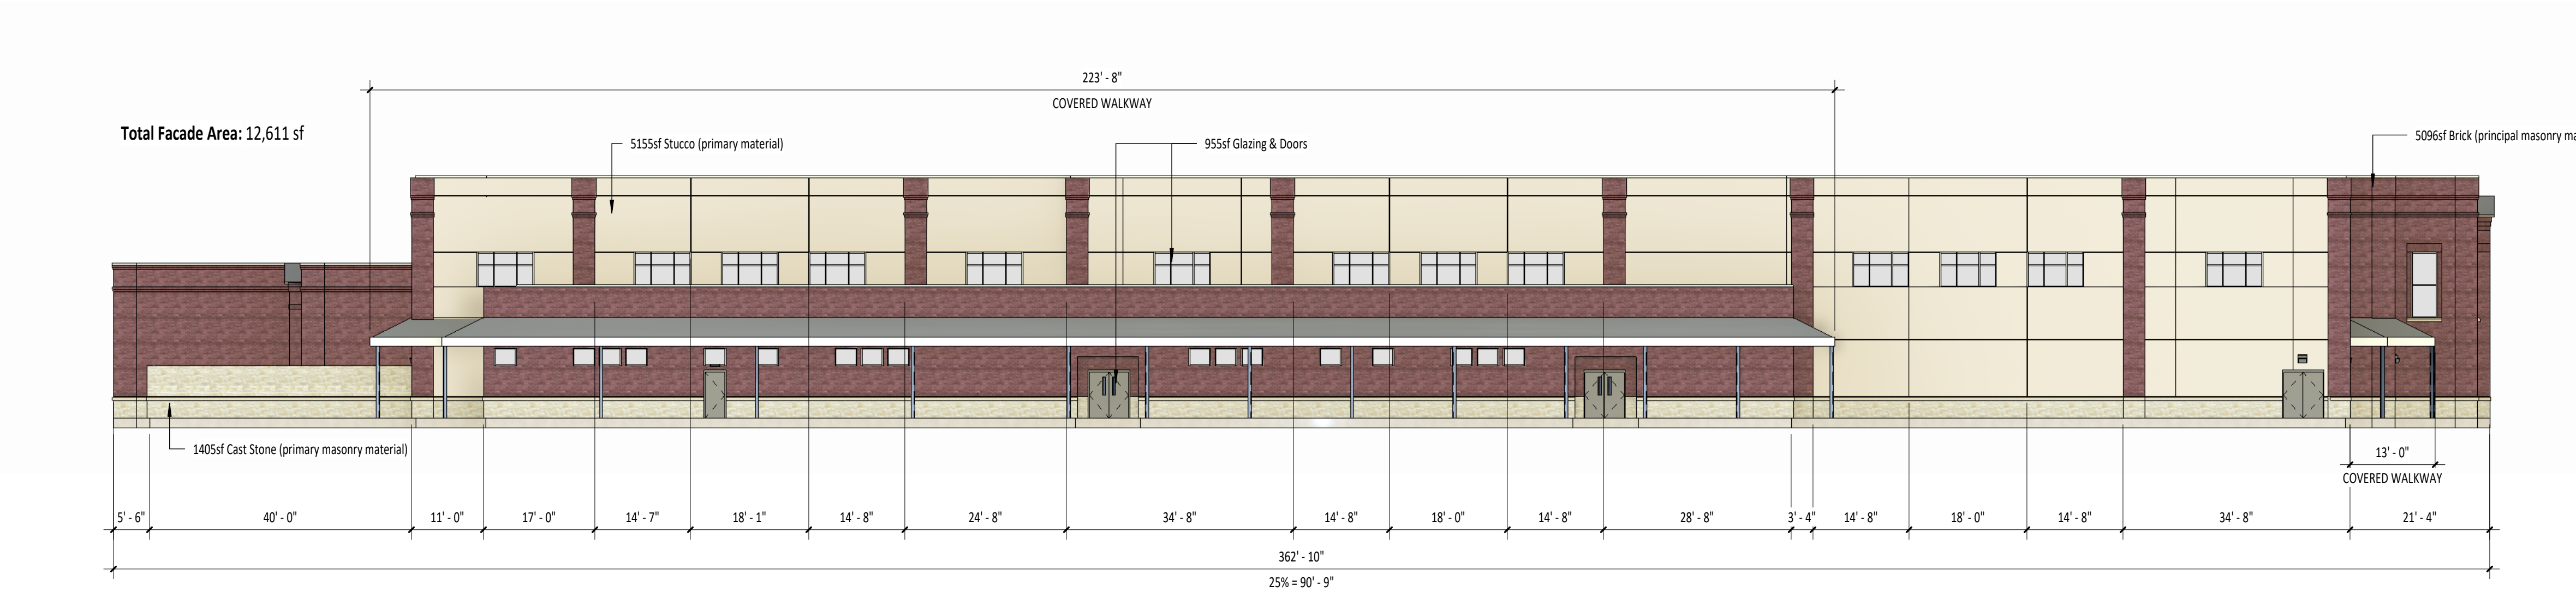 223' - 8"
COVERED WALKWAY
Total Facade Area: 12,611 sf
5155sf Stucco (primary material)
955sf Glazing & Doors
5096sf Brick (principal masonry
1405sf Cast Stone (primary masonry material)
13' - 0"
COVERED WALKWAY
5' - 6" 40' - 0" 11' - 0" 17' - 0" 14' - 7" 18' - 1" 14' - 8" 24' - 8" 34' - 8" 14' - 8" 18' - 0" 14' - 8" 28' - 8" 3' - 4" 14' - 8" 18' - 0" 14' - 8" 34' - 8" 21' - 4"
362' - 10"
25% = 90' - 9"